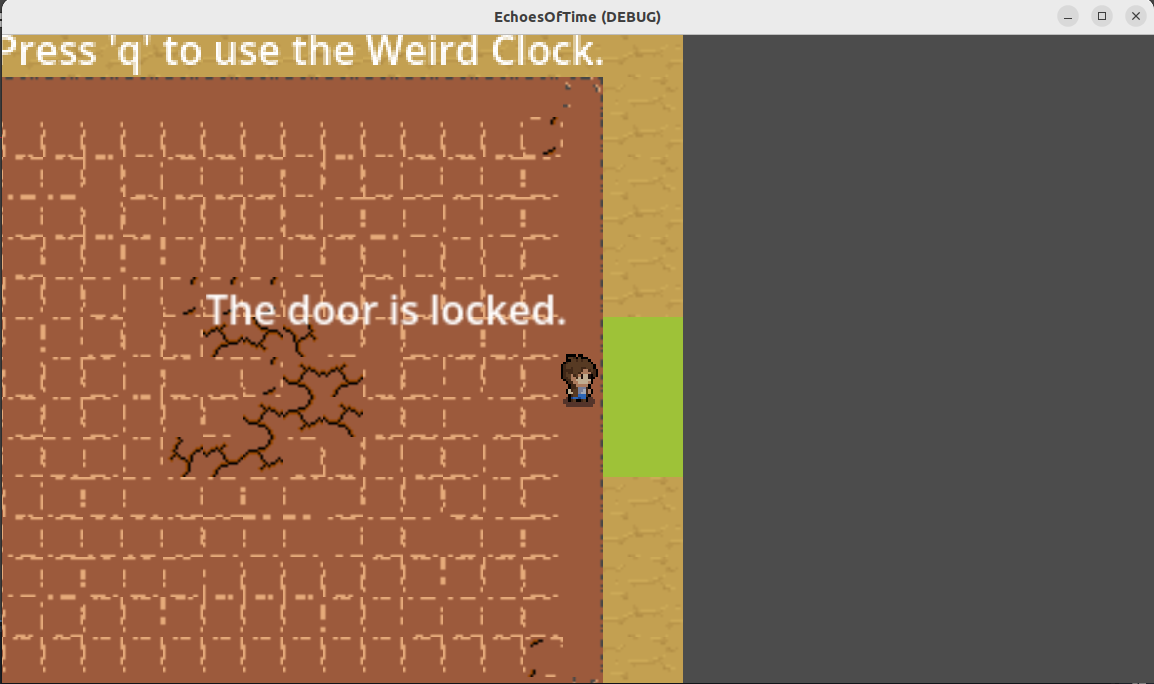 EchoesOfTime (DEBUG)
Press 'q' to use the Weird Clock.
The door is locked.